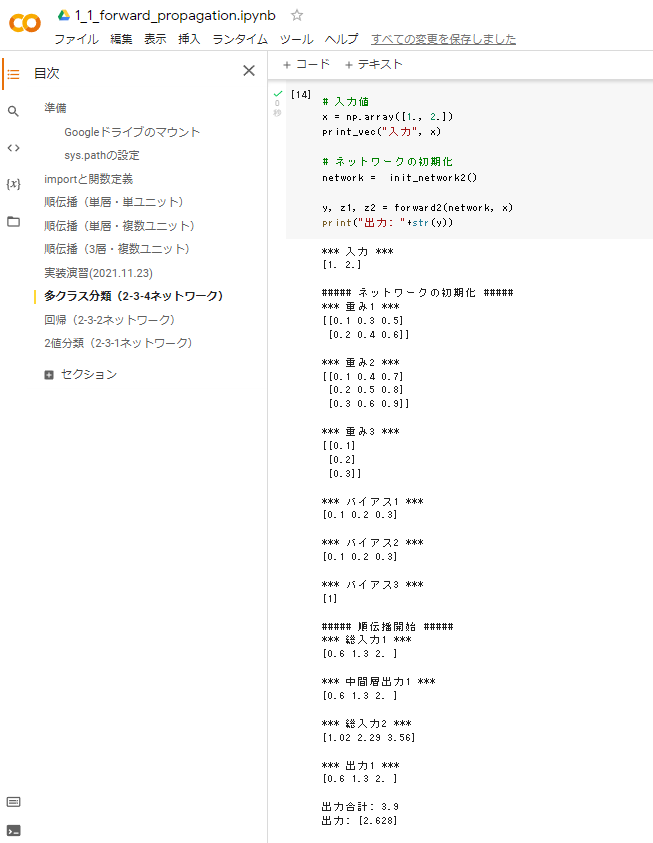 1_1_forward_propagation.ipynb
ファイル 編集 表示 挿入 ランタイム ツール ヘルプ すべての変更を保存しました
目次
+ コード + テキスト
準備
Googleドライブのマウント
sys.pathの設定
importと関数定義
順伝播（単層・単ユニット）
順伝播（単層・複数ユニット）
順伝播（3層・複数ユニット）
実装演習(2021.11.23)
多クラス分類（2-3-4ネットワーク）
回帰（2-3-2ネットワーク）
2値分類（2-3-1ネットワーク）
セクション
[14]
# 入力値
x = np.array([1., 2.])
print_vec("入力", x)
# ネットワークの初期化
network =  init_network2()
y, z1, z2 = forward2(network, x)
print("出力: "+str(y))
*** 入力 ***
[1. 2.]
##### ネットワークの初期化 #####
*** 重み1 ***
[[0.1 0.3 0.5]
[0.2 0.4 0.6]]
*** 重み2 ***
[[0.1 0.4 0.7]
[0.2 0.5 0.8]
[0.3 0.6 0.9]]
*** 重み3 ***
[[0.1]
[0.2]
[0.3]]
*** バイアス1 ***
[0.1 0.2 0.3]
*** バイアス2 ***
[0.1 0.2 0.3]
*** バイアス3 ***
[1]
##### 順伝播開始 #####
*** 総入力1 ***
[0.6 1.3 2. ]
*** 中間層出力1 ***
[0.6 1.3 2. ]
*** 総入力2 ***
[1.02 2.29 3.56]
*** 出力1 ***
[0.6 1.3 2. ]
出力合計: 3.9
出力: [2.628]